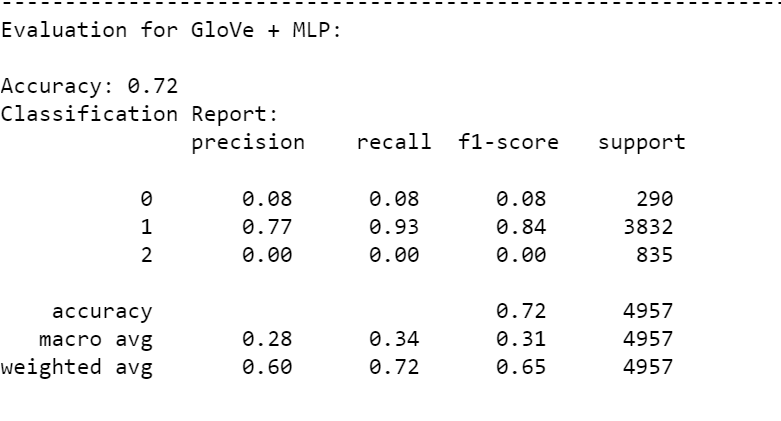 Evaluation for GloVe + MLP:
Accuracy: 0.72
Classification Report:
precision recall f1-score support
0 0.08 0.08 0.08 290
1 0.77 0.93 0.84 3832
2 0.00 0.00 0.00 835
accuracy 0.72 4957
macro avg 0.28 0.34 0.31 4957
weighted avg 0.60 0.72 0.65 4957